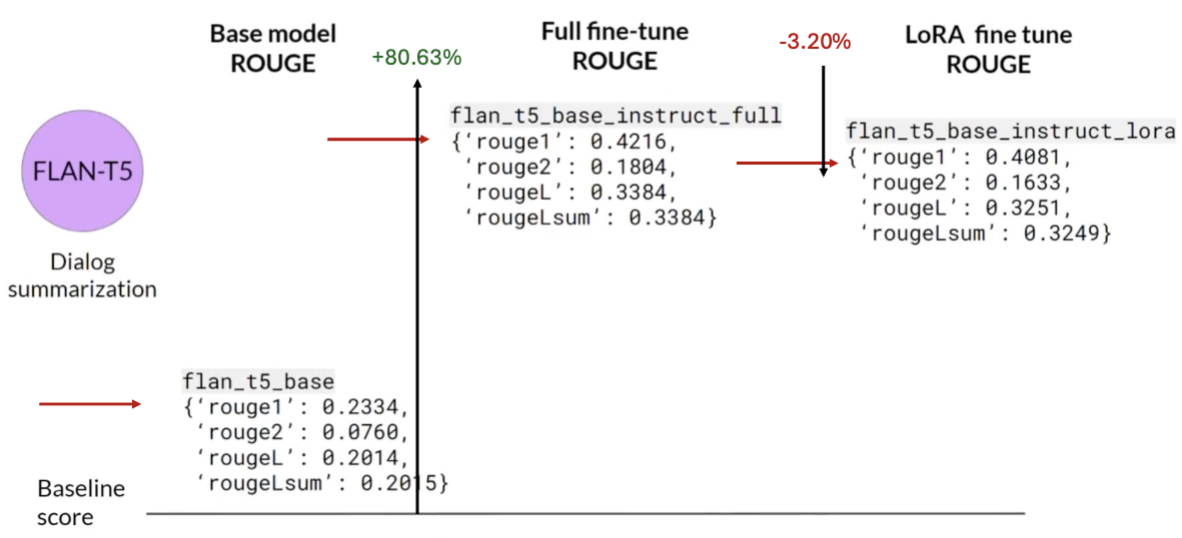 Base model
ROUGE
+80.63%
Full fine-tune
ROUGE
-3.20%
LoRA fine tune
ROUGE
FLAN-T5
Dialog
summarization
flan_t5_base_instruct_full
{‘rouge1’: 0.4216,
‘rouge2’: 0.1804,
‘rougeL’: 0.3384,
‘rougeLsum’: 0.3384}
flan_t5_base_instruct_lora
{‘rouge1’: 0.4081,
‘rouge2’: 0.1633,
‘rougeL’: 0.3251,
‘rougeLsum’: 0.3249}
flan_t5_base
{‘rouge1’: 0.2334,
‘rouge2’: 0.0760,
‘rougeL’: 0.2014,
‘rougeLsum’: 0.2015}
Baseline
score